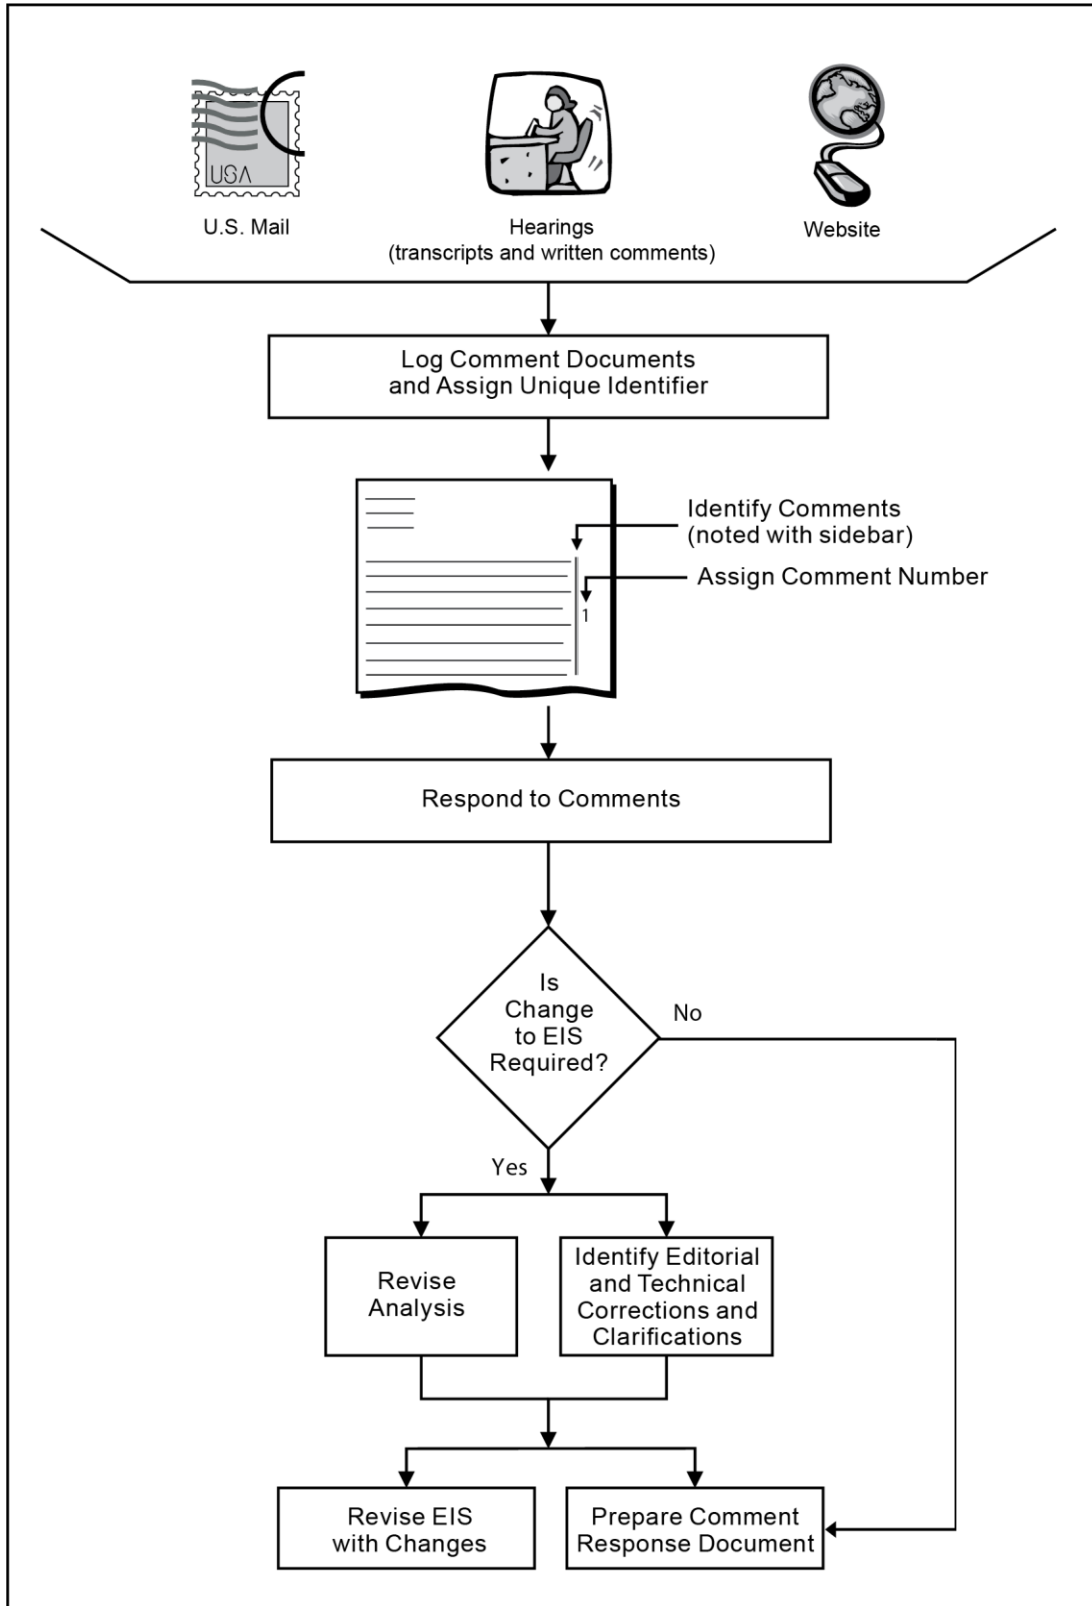 USA
U.S. Mail
Hearings
(transcripts and written comments)
Website
Log Comment Documents
and Assign Unique Identifier
Identify Comments
(noted with sidebar)
Assign Comment Number
1
Respond to Comments
Is
Change
to EIS
Required?
No
Yes
Revise
Analysis
Identify Editorial
and Technical
Corrections and
Clarifications
Revise EIS
with Changes
Prepare Comment
Response Document